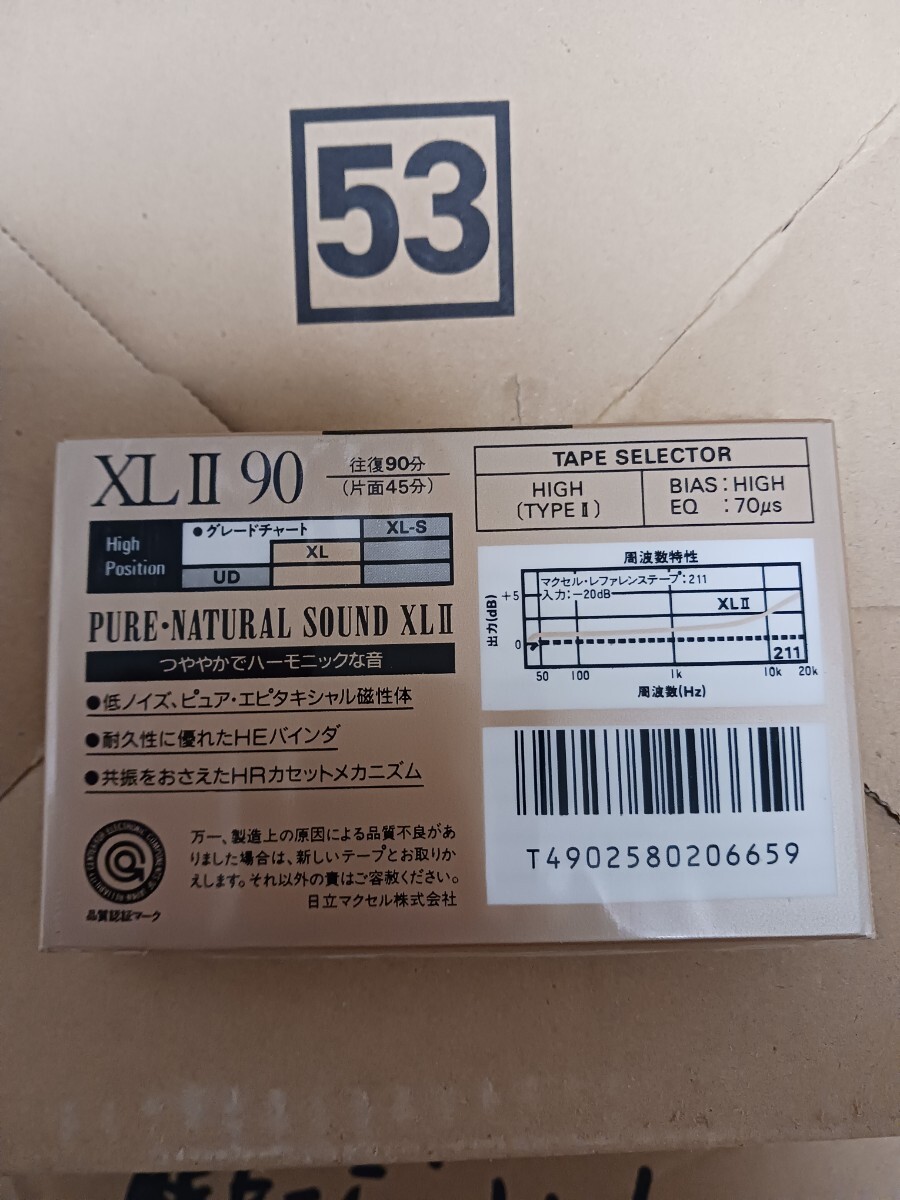 53
XLⅡ 90
往復90分
(片面45分)
High
Position
●グレードチャート
XL-S
XL
UD
PURE・NATURAL SOUND XLⅡ
つややかでハーモニックな音
●低ノイズ、ピュア・エピタキシャル磁性体
●耐久性に優れたHEバインダ
●共振をおさえたHRカセットメカニズム
品質認証マーク
万一、製造上の原因による品質不良があ
りました場合は、新しいテープとお取りか
えします。それ以外の責はご容赦ください。
日立マクセル株式会社
TAPE SELECTOR
HIGH
(TYPEⅡ)
BIAS:HIGH
EQ :70μs
周波数特性
マクセル・レファレンステープ:211
入力:-20dB
XLⅡ
出力(dB)
+5
0
211
50 100 1k 10k 20k
周波数(Hz)
T4902580206659